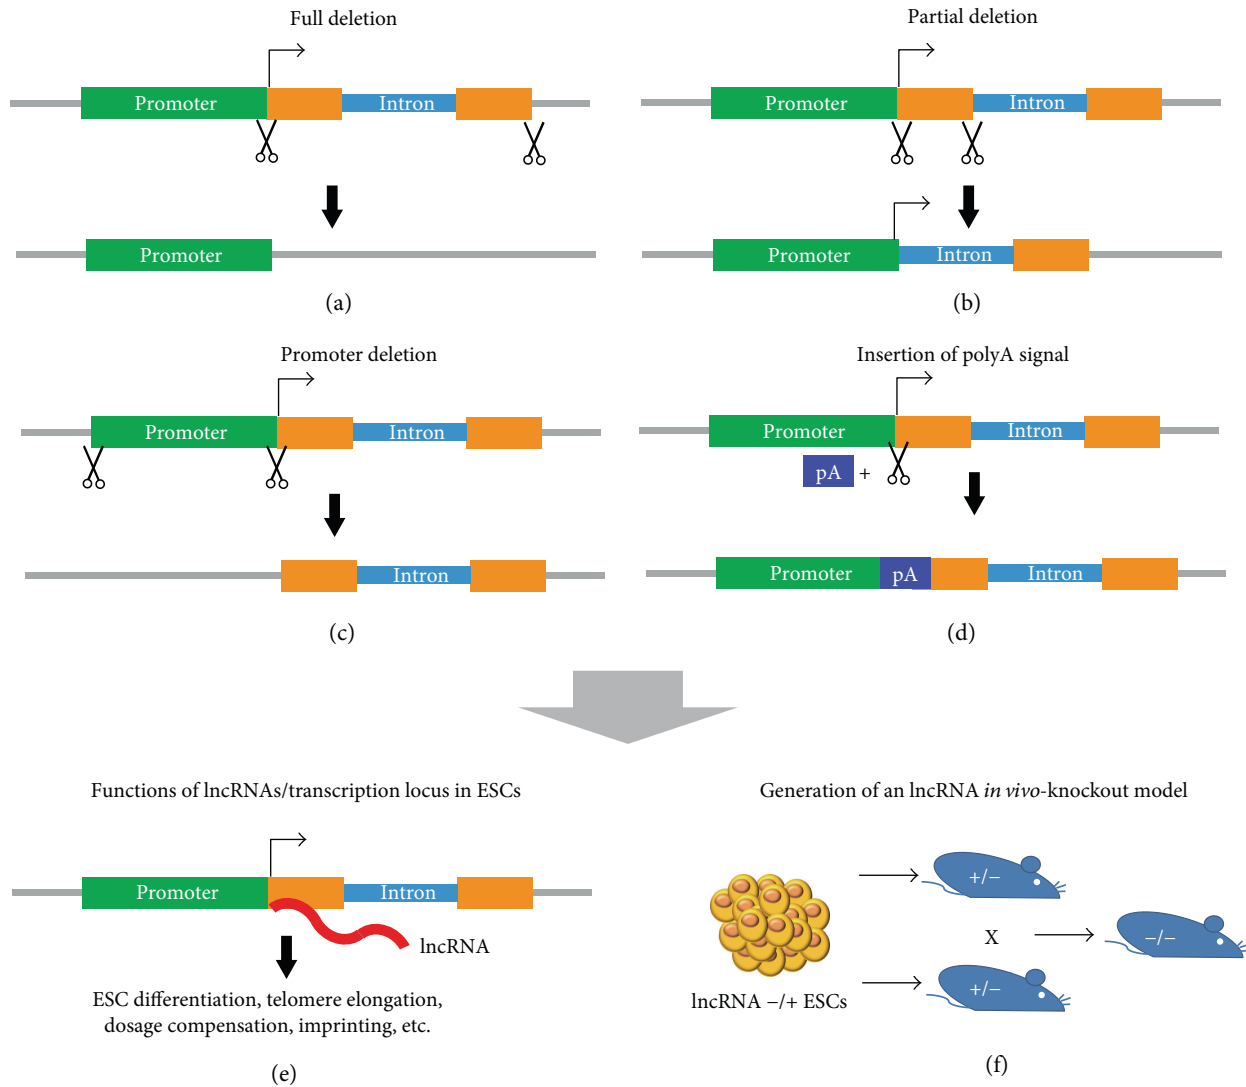 Full deletion
Promoter
Intron
Promoter
(a)
Partial deletion
Promoter
Intron
Promoter
Intron
(b)
Promoter deletion
Promoter
Intron
Intron
(c)
Insertion of polyA signal
Promoter
Intron
pA +
Promoter
pA
Intron
(d)
Functions of lncRNAs/transcription locus in ESCs
Promoter
Intron
lncRNA
ESC differentiation, telomere elongation,
dosage compensation, imprinting, etc.
(e)
Generation of an lncRNA in vivo-knockout model
+/−
X
−/−
+/−
lncRNA −/+ ESCs
(f)